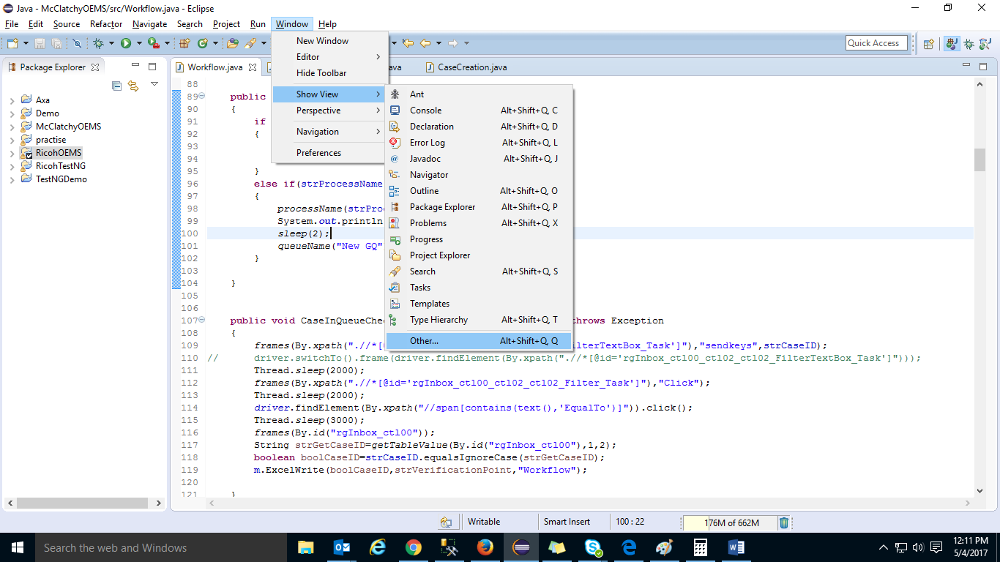 Java - McClatchyOEMS/src/Workflow.java - Eclipse
File Edit Source Refactor Navigate Search Project Run Window Help
Quick Access
New Window
Editor
Hide Toolbar
Show View
Perspective
Navigation
Preferences
Ant
Console Alt+Shift+Q, C
Declaration Alt+Shift+Q, D
Error Log Alt+Shift+Q, L
Javadoc Alt+Shift+Q, J
Navigator
Outline Alt+Shift+Q, O
Package Explorer Alt+Shift+Q, P
Problems Alt+Shift+Q, X
Progress
Project Explorer
Search Alt+Shift+Q, S
Tasks
Templates
Type Hierarchy Alt+Shift+Q, T
Other... Alt+Shift+Q, Q
Package Explorer
Axa
Demo
McClatchyOEMS
practise
RicohOEMS
RicohTestNG
TestNGDemo
Workflow.java ava CaseCreation.java
88
89 public
90 {
91 if
92 {
93
94
95 }
96 else if(strProcessName
97 {
98 processName(strPro
99 System.out.println
100 sleep(2);
101 queueName("New GQ"
102 }
103
104 }
105
106
107 public void CaseInQueueChe throws Exception
108 {
109 frames(By.xpath(".//*[@ ilterTextBox_Task']"),"sendkeys",strCaseID);
110 // driver.switchTo().frame(driver.findElement(By.xpath(".//*[@id='rgInbox_ctl00_ctl02_ctl02_FilterTextBox_Task']")));
111 Thread.sleep(2000);
112 frames(By.xpath(".//*[@id='rgInbox_ctl00_ctl02_ctl02_Filter_Task']"),"Click");
113 Thread.sleep(2000);
114 driver.findElement(By.xpath("//span[contains(text(),'EqualTo')]")).click();
115 Thread.sleep(3000);
116 frames(By.id("rgInbox_ctl00"));
117 String strGetCaseID=getTableValue(By.id("rgInbox_ctl00"),1,2);
118 boolean boolCaseID=strCaseID.equalsIgnoreCase(strGetCaseID);
119 m.ExcelWrite(boolCaseID,strVerificationPoint,"Workflow");
120
121 }
Writable Smart Insert 100 : 22 176M of 662M
Search the web and Windows
12:11 PM
5/4/2017